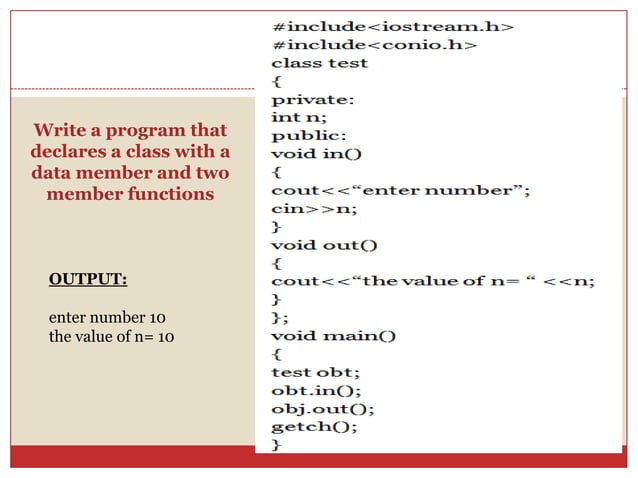 Write a program that
declares a class with a
data member and two
member functions
OUTPUT:
enter number 10
the value of n= 10
#include<iostream.h>
#include<conio.h>
class test
{
private:
int n;
public:
void in()
{
cout<<“enter number”;
cin>>n;
}
void out()
{
cout<<“the value of n= “ <<n;
}
};
void main()
{
test obt;
obt.in();
obj.out();
getch();
}